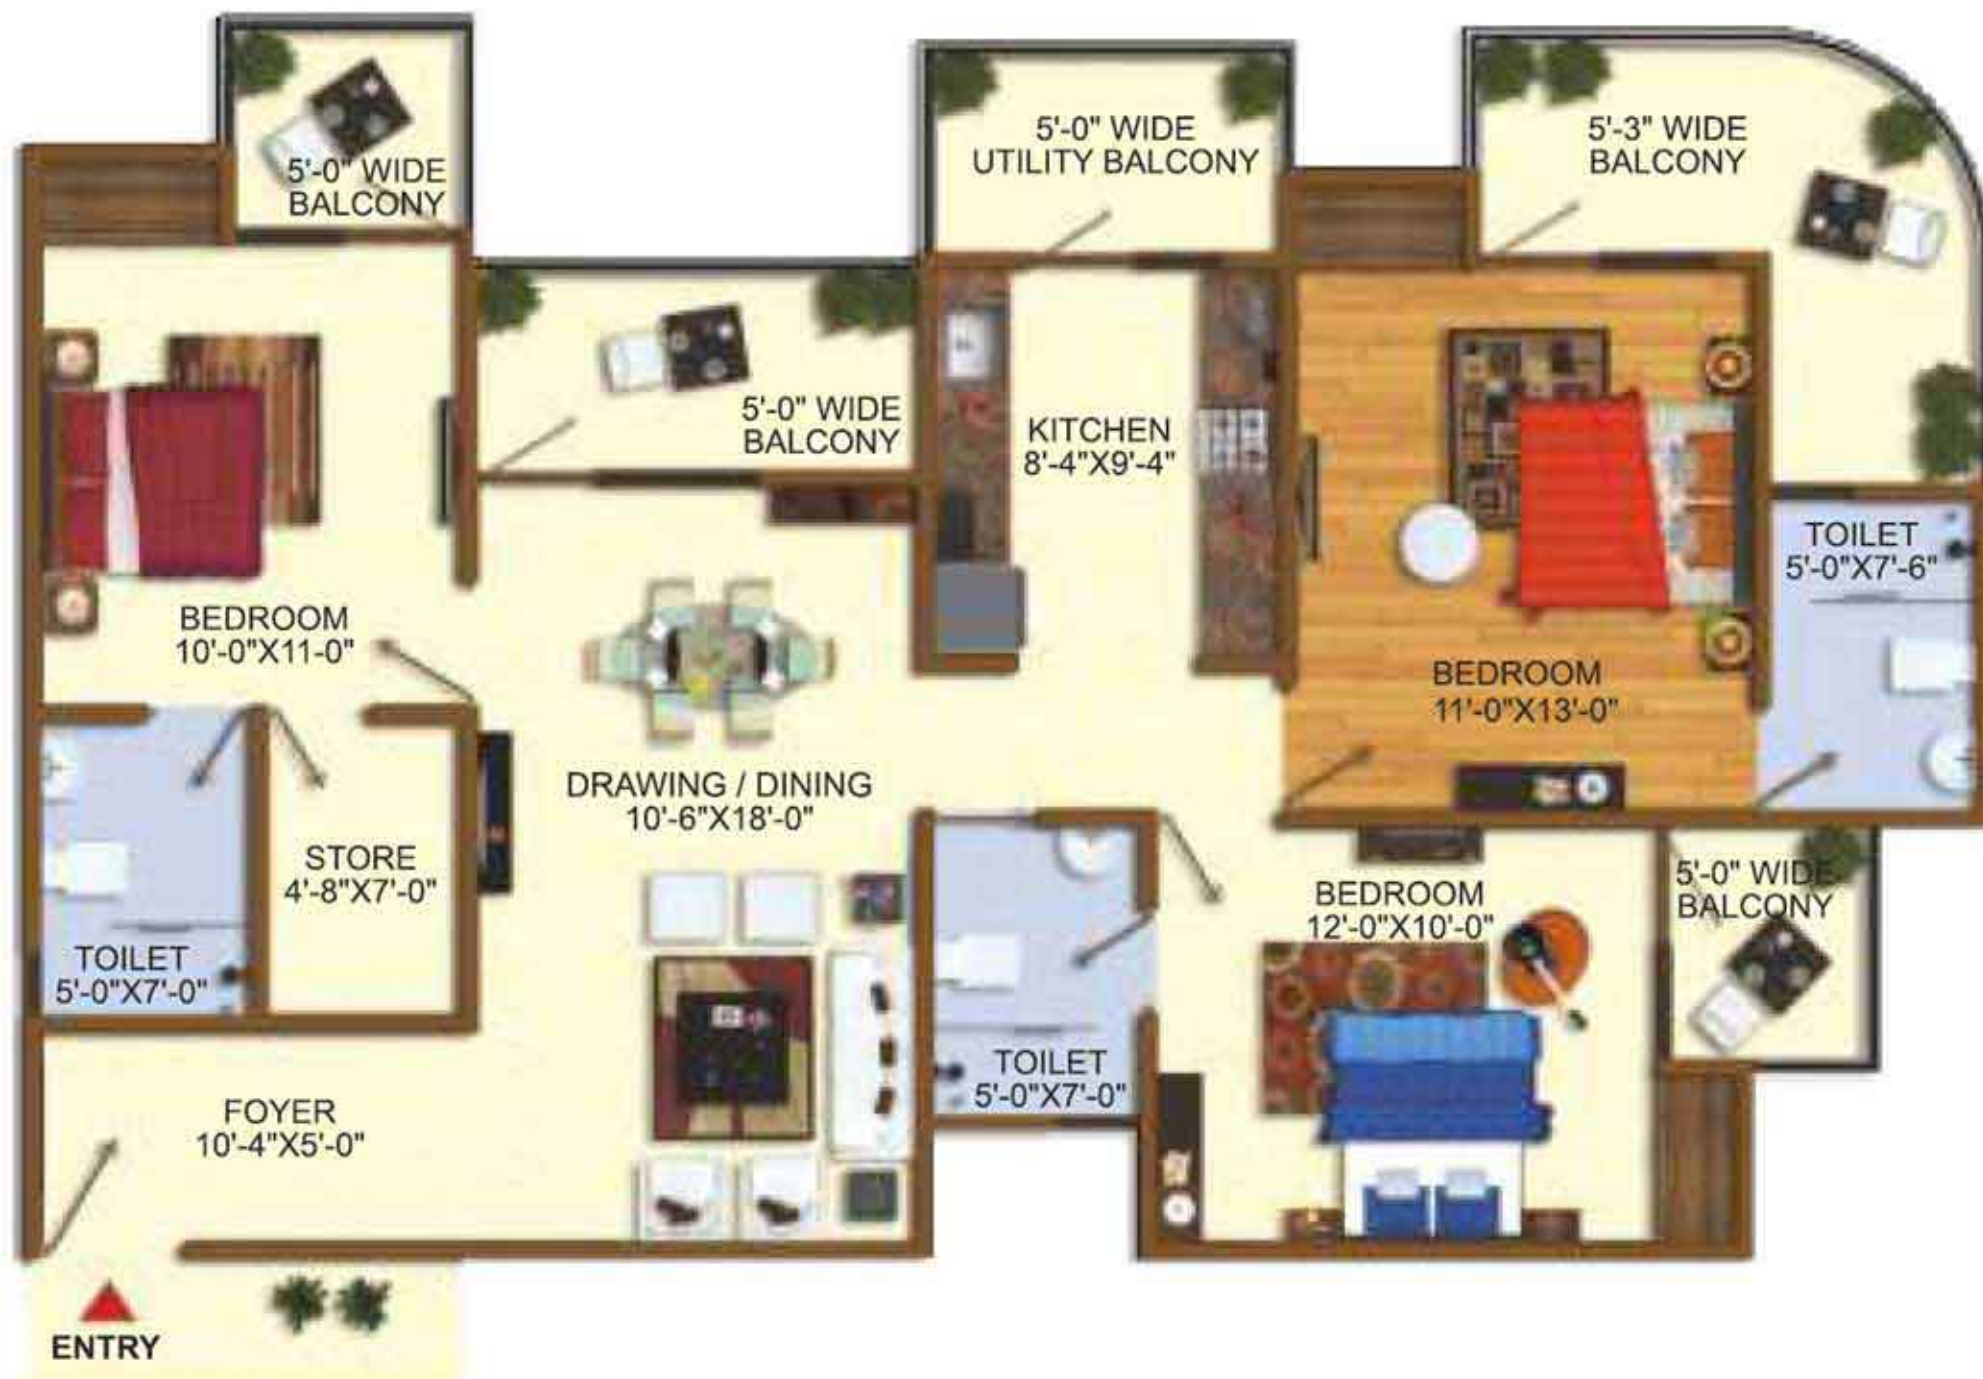 5'-0" WIDE
BALCONY
5'-0" WIDE
UTILITY BALCONY
5'-3" WIDE
BALCONY
5'-0" WIDE
BALCONY
KITCHEN
8'-4"X9'-4"
TOILET
5'-0"X7'-6"
BEDROOM
10'-0"X11-0"
BEDROOM
11'-0"X13'-0"
DRAWING / DINING
10'-6"X18'-0"
STORE
4'-8"X7'-0"
5'-0" WIDE
BALCONY
BEDROOM
12'-0"X10'-0"
TOILET
5'-0"X7'-0"
TOILET
5'-0"X7'-0"
FOYER
10'-4"X5'-0"
ENTRY